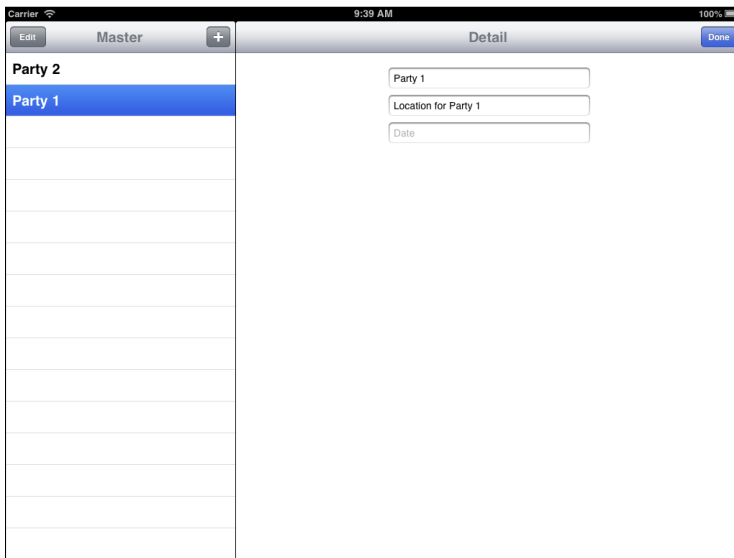 Carrier 9:39 AM 100%
Edit Master + Detail Done
Party 2
Party 1
Party 1
Location for Party 1
Date